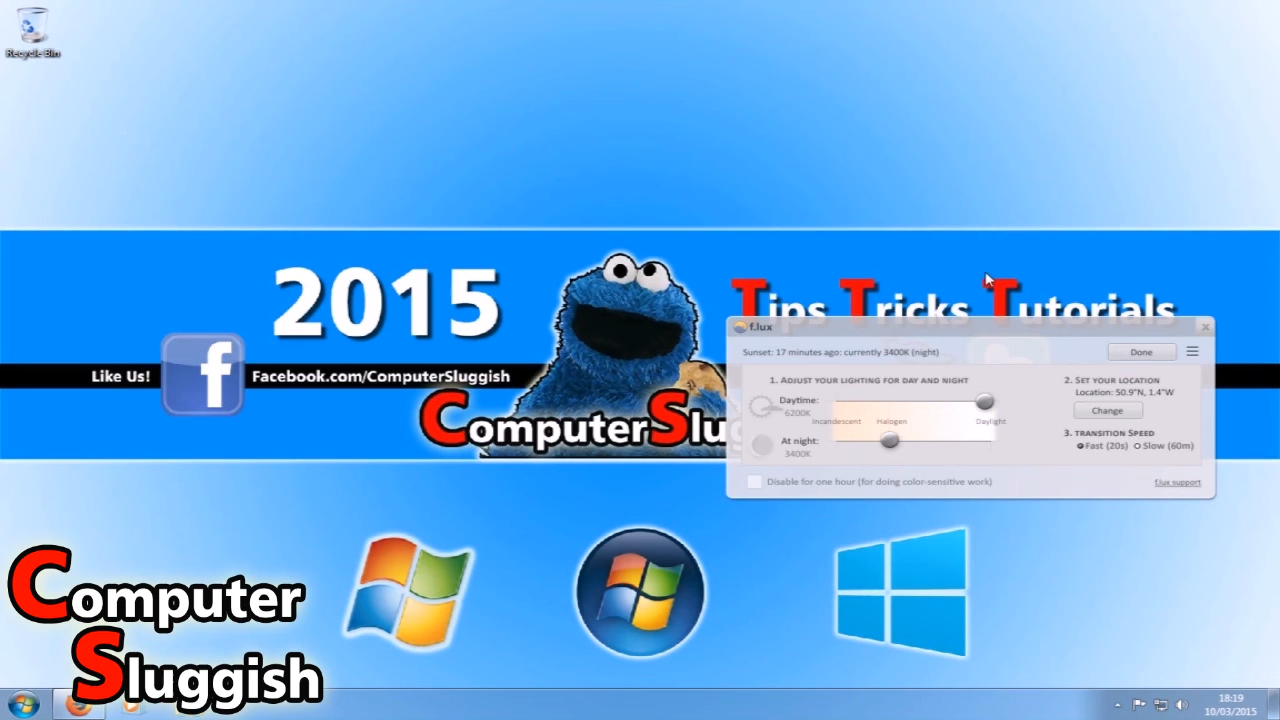 Recycle Bin
2015
Tips Tricks Tutorials
Like Us!
f
Facebook.com/ComputerSluggish
ComputerSlu
f.lux
Sunset: 17 minutes ago: currently 3400K (night)
Done
1. ADJUST YOUR LIGHTING FOR DAY AND NIGHT
Daytime:
6200K
Incandescent
Halogen
Daylight
At night:
3400K
2. SET YOUR LOCATION
Location: 50.9°N, 1.4°W
Change
3. TRANSITION SPEED
Fast (20s) Slow (60m)
Disable for one hour (for doing color-sensitive work)
f.lux support
Computer
Sluggish
18:19
10/03/2015